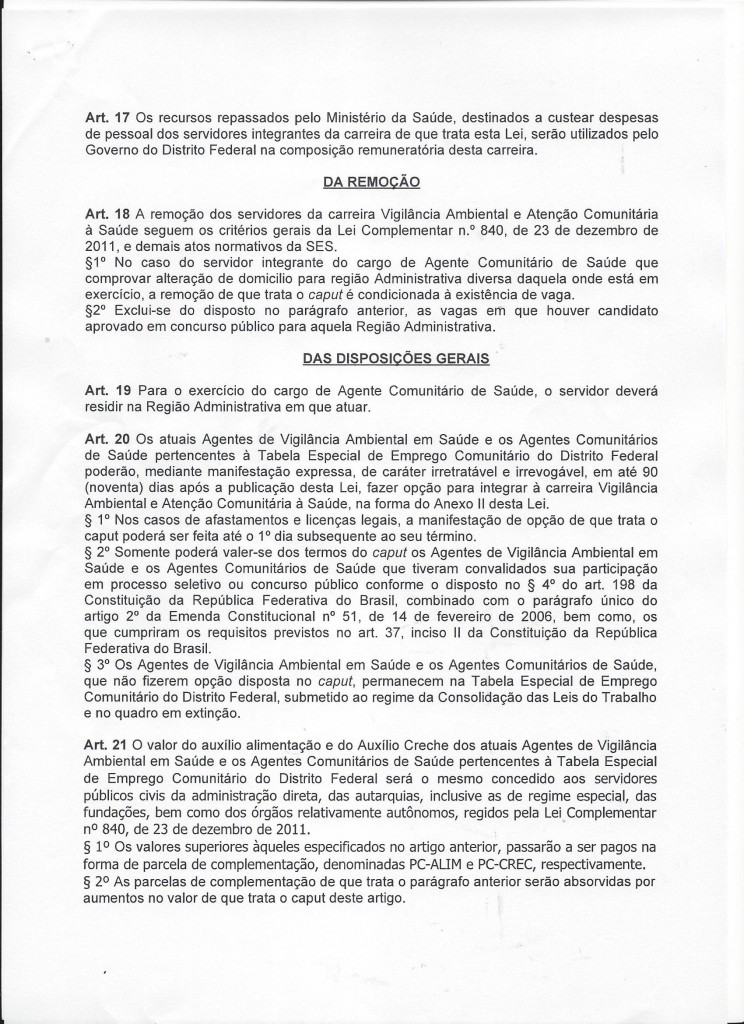 Art. 17 Os recursos repassados pelo Ministério da Saúde, destinados a custear despesas
de pessoal dos servidores integrantes da carreira de que trata esta Lei, serão utilizados pelo
Governo do Distrito Federal na composição remuneratória desta carreira.
DA REMOÇÃO
Art. 18 A remoção dos servidores da carreira Vigilância Ambiental e Atenção Comunitária
à Saúde seguem os critérios gerais da Lei Complementar n.º 840, de 23 de dezembro de
2011, e demais atos normativos da SES.
§1º No caso do servidor integrante do cargo de Agente Comunitário de Saúde que
comprovar alteração de domicilio para região Administrativa diversa daquela onde está em
exercício, a remoção de que trata o caput é condicionada à existência de vaga.
§2º Exclui-se do disposto no parágrafo anterior, as vagas em que houver candidato
aprovado em concurso público para aquela Região Administrativa.
DAS DISPOSIÇÕES GERAIS
Art. 19 Para o exercício do cargo de Agente Comunitário de Saúde, o servidor deverá
residir na Região Administrativa em que atuar.
Art. 20 Os atuais Agentes de Vigilância Ambiental em Saúde e os Agentes Comunitários
de Saúde pertencentes à Tabela Especial de Emprego Comunitário do Distrito Federal
poderão, mediante manifestação expressa, de caráter irretratável e irrevogável, em até 90
(noventa) dias após a publicação desta Lei, fazer opção para integrar à carreira Vigilância
Ambiental e Atenção Comunitária à Saúde, na forma do Anexo II desta Lei.
§ 1º Nos casos de afastamentos e licenças legais, a manifestação de opção de que trata o
caput poderá ser feita até o 1º dia subsequente ao seu término.
§ 2º Somente poderá valer-se dos termos do caput os Agentes de Vigilância Ambiental em
Saúde e os Agentes Comunitários de Saúde que tiveram convalidados sua participação
em processo seletivo ou concurso público conforme o disposto no § 4º do art. 198 da
Constituição da República Federativa do Brasil, combinado com o parágrafo único do
artigo 2º da Emenda Constitucional nº 51, de 14 de fevereiro de 2006, bem como, os
que cumpriram os requisitos previstos no art. 37, inciso II da Constituição da República
Federativa do Brasil.
§ 3º Os Agentes de Vigilância Ambiental em Saúde e os Agentes Comunitários de Saúde,
que não fizerem opção disposta no caput, permanecem na Tabela Especial de Emprego
Comunitário do Distrito Federal, submetido ao regime da Consolidação das Leis do Trabalho
e no quadro em extinção.
Art. 21 O valor do auxílio alimentação e do Auxílio Creche dos atuais Agentes de Vigilância
Ambiental em Saúde e os Agentes Comunitários de Saúde pertencentes à Tabela Especial
de Emprego Comunitário do Distrito Federal será o mesmo concedido aos servidores
públicos civis da administração direta, das autarquias, inclusive as de regime especial, das
fundações, bem como dos órgãos relativamente autônomos, regidos pela Lei Complementar
nº 840, de 23 de dezembro de 2011.
§ 1º Os valores superiores àqueles especificados no artigo anterior, passarão a ser pagos na
forma de parcela de complementação, denominadas PC-ALIM e PC-CREC, respectivamente.
§ 2º As parcelas de complementação de que trata o parágrafo anterior serão absorvidas por
aumentos no valor de que trata o caput deste artigo.